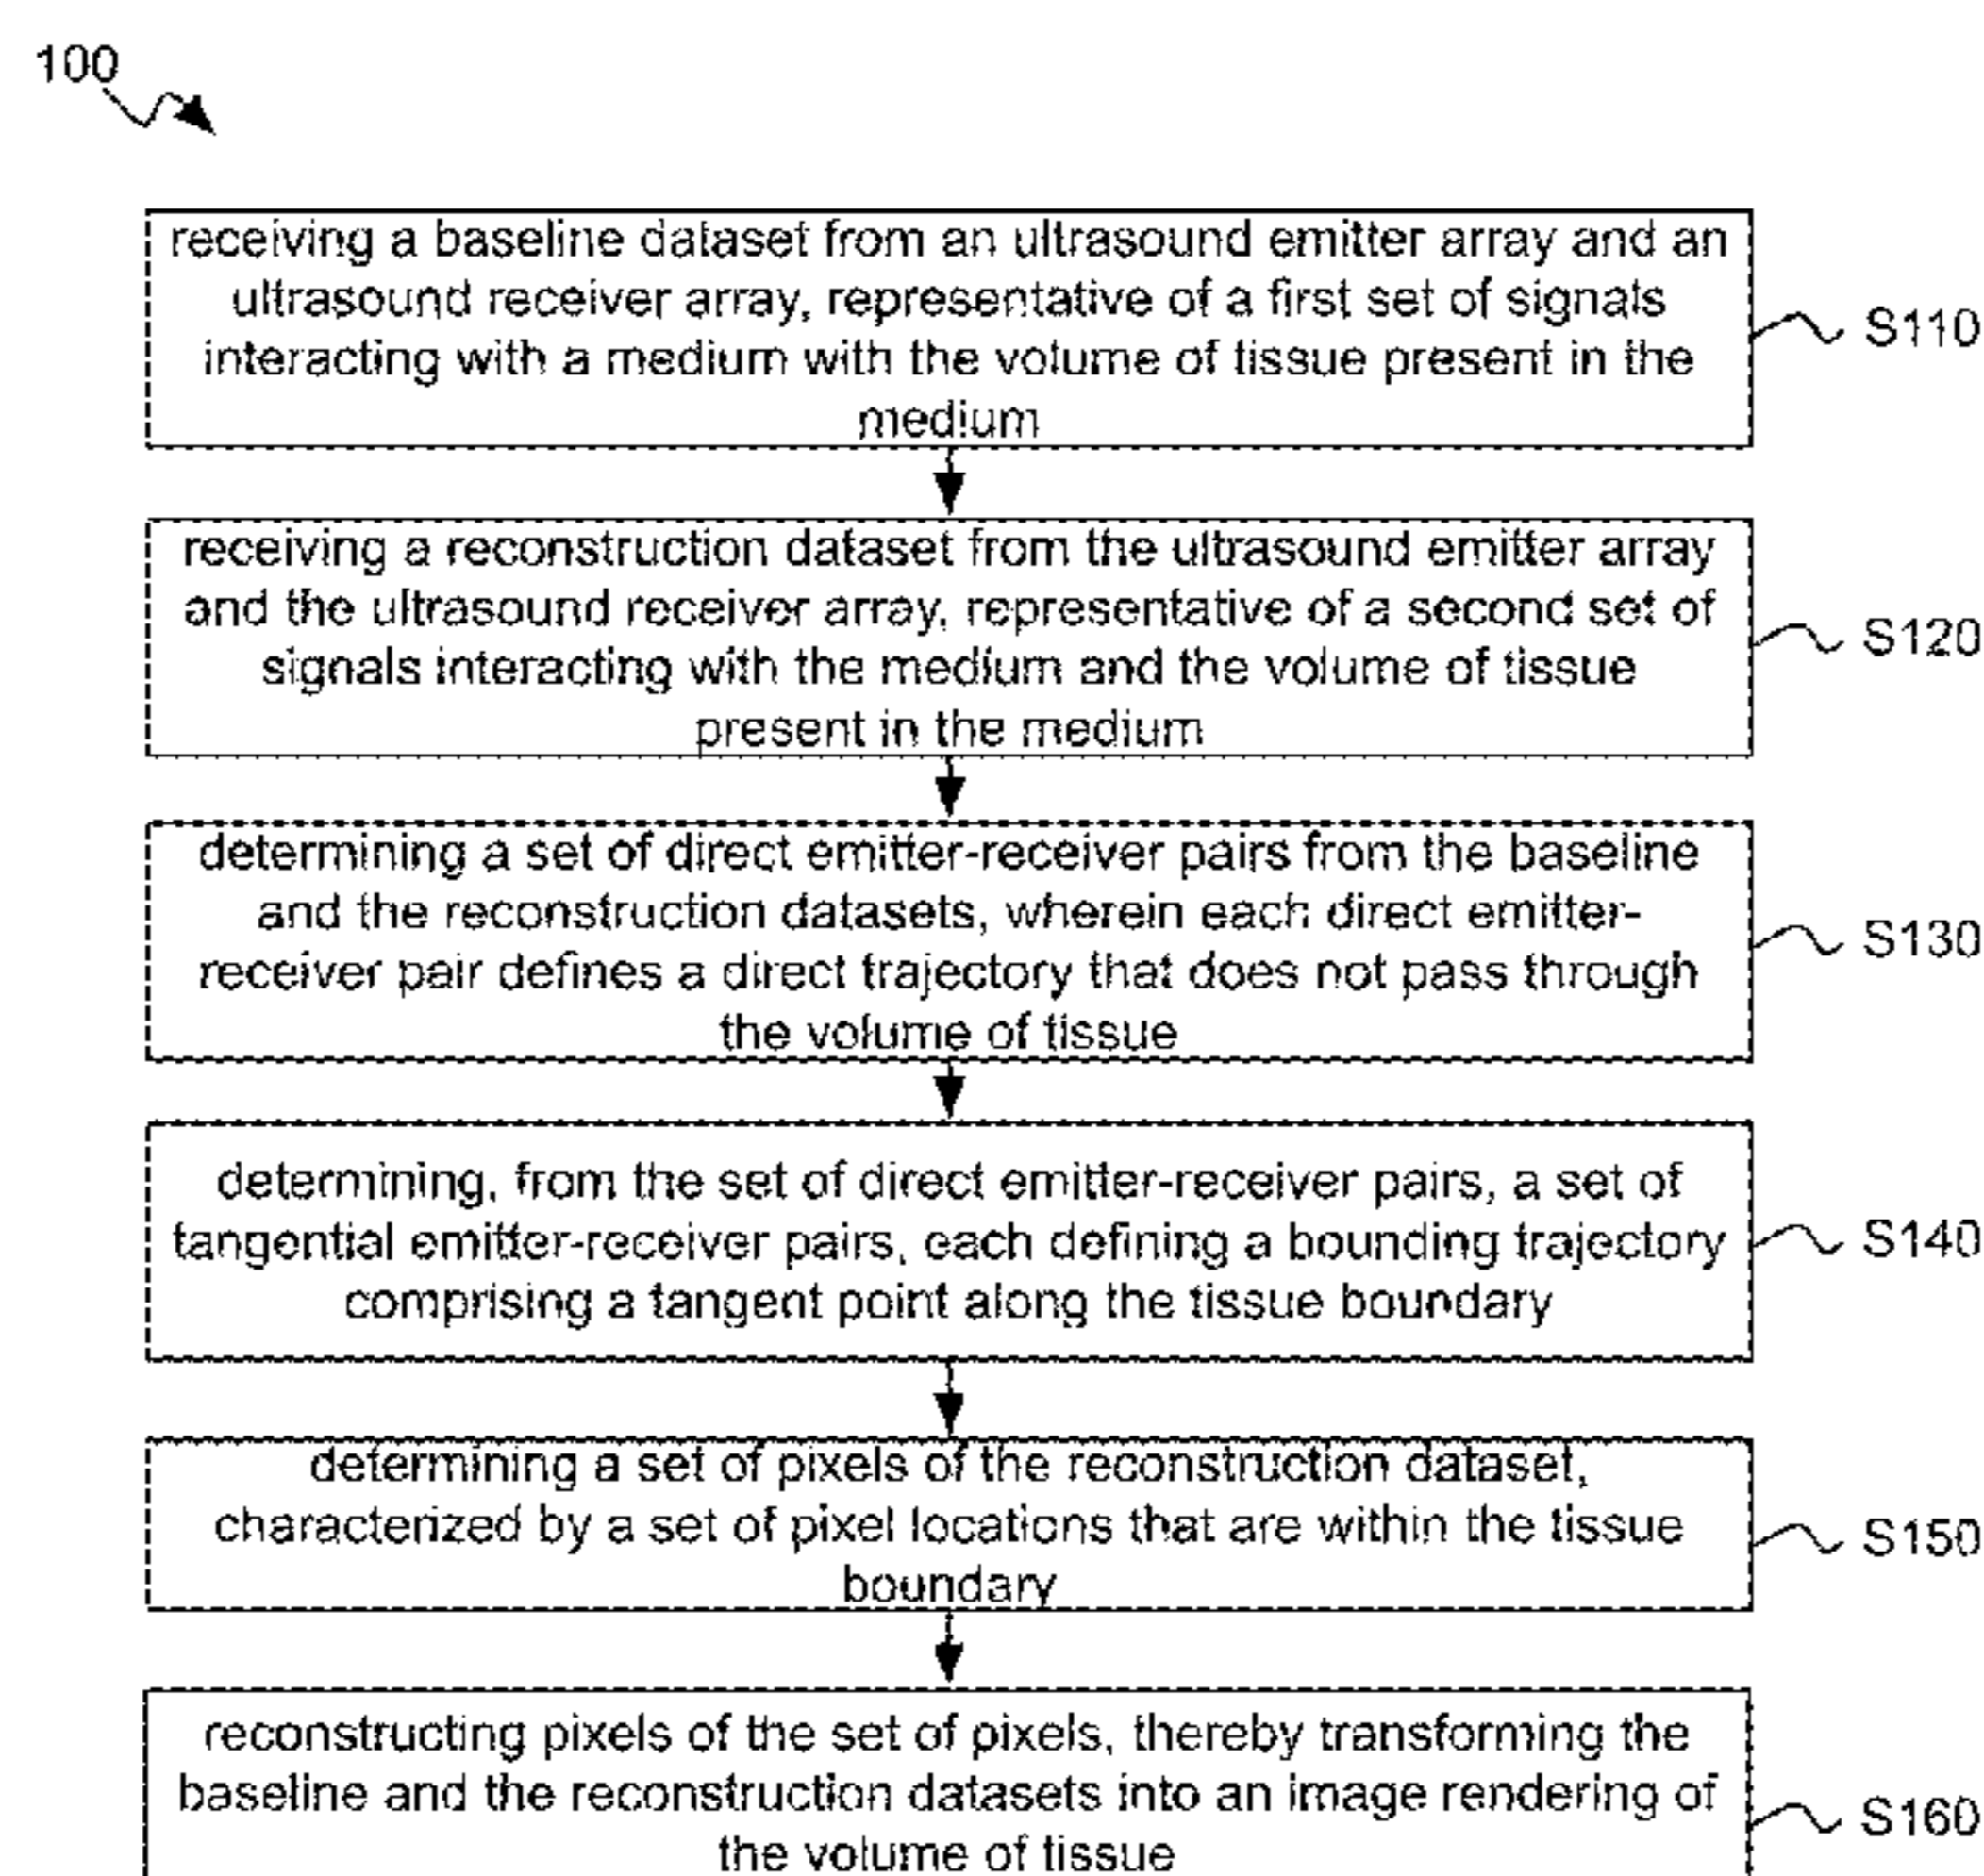 100
receiving a baseline dataset from an ultrasound emitter array and an
ultrasound receiver array, representative of a first set of signals
interacting with a medium with the volume of tissue present in the
medium
S110
receiving a reconstruction dataset from the ultrasound emitter array
and the ultrasound receiver array, representative of a second set of
signals interacting with the medium and the volume of tissue
present in the medium
S120
determining a set of direct emitter-receiver pairs from the baseline
and the reconstruction datasets, wherein each direct emitter-
receiver pair defines a direct trajectory that does not pass through
the volume of tissue
S130
determining, from the set of direct emitter-receiver pairs, a set of
tangential emitter-receiver pairs, each defining a bounding trajectory
comprising a tangent point along the tissue boundary
S140
determining a set of pixels of the reconstruction dataset,
characterized by a set of pixel locations that are within the tissue
boundary
S150
reconstructing pixels of the set of pixels, thereby transforming the
baseline and the reconstruction datasets into an image rendering of
the volume of tissue
S160